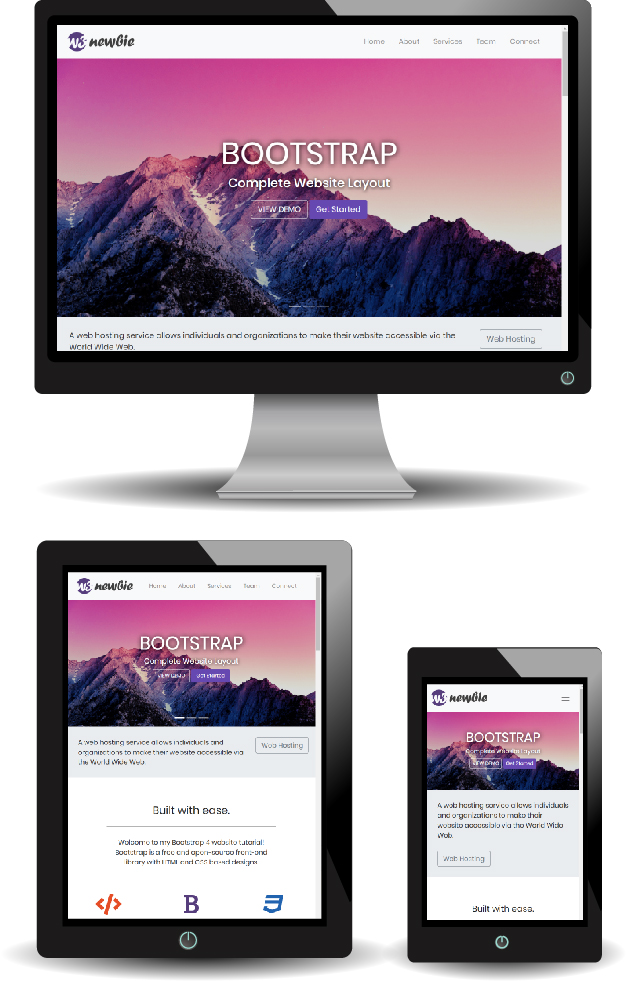 W3 newbie
Home About Services Team Connect
BOOTSTRAP
Complete Website Layout
VIEW DEMO Get Started
A web hosting service allows individuals and organizations to make their website accessible via the
World Wide Web.
Web Hosting
W3 newbie
Home About Services Team Connect
BOOTSTRAP
Complete Website Layout
VIEW DEMO Get Started
A web hosting service allows individuals and
organizations to make their website accessible via
the World Wide Web.
Web Hosting
Built with ease.
Welcome to my Bootstrap 4 website tutorial!
Bootstrap is a free and open-source front-end
library with HTML and CSS based designs
</> B 3
W3 newbie
BOOTSTRAP
Complete Website Layout
VIEW DEMO Get Started
A web hosting service allows individuals
and organizations to make their
website accessible via the World Wide
Web.
Web Hosting
Built with ease.